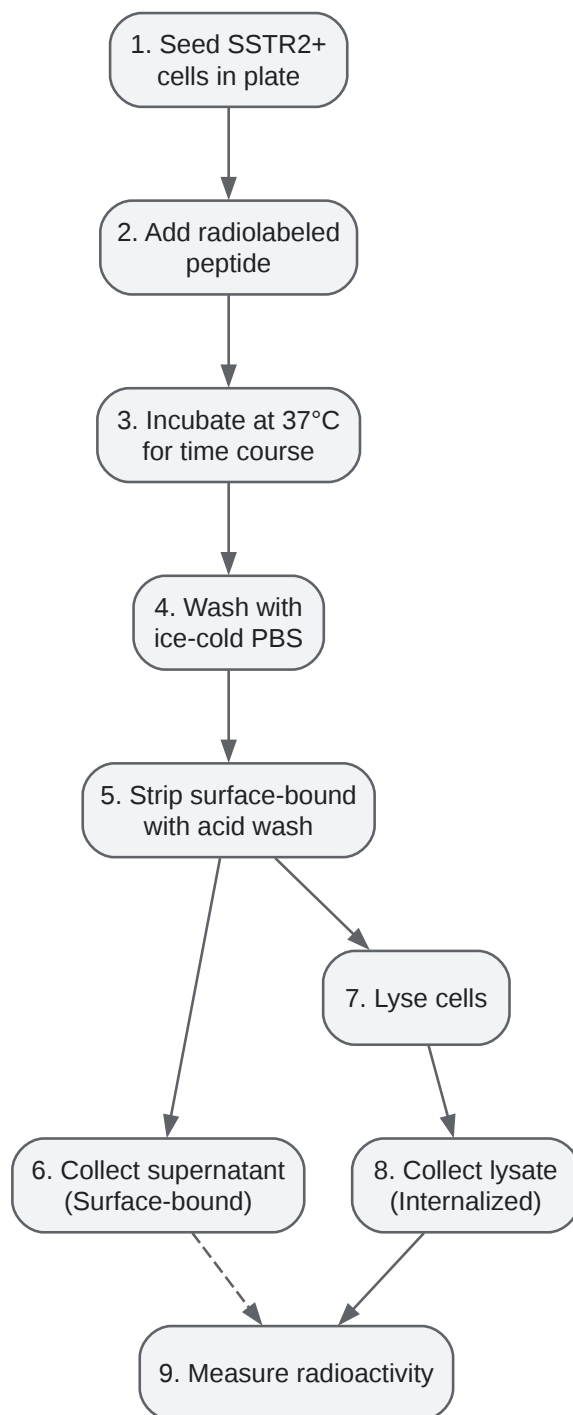 1. Seed SSTR2+
cells in plate
2. Add radiolabeled
peptide
3. Incubate at 37°C
for time course
4. Wash with
ice-cold PBS
5. Strip surface-bound
with acid wash
7. Lyse cells
6. Collect supernatant
(Surface-bound)
8. Collect lysate
(Internalized)
9. Measure radioactivity